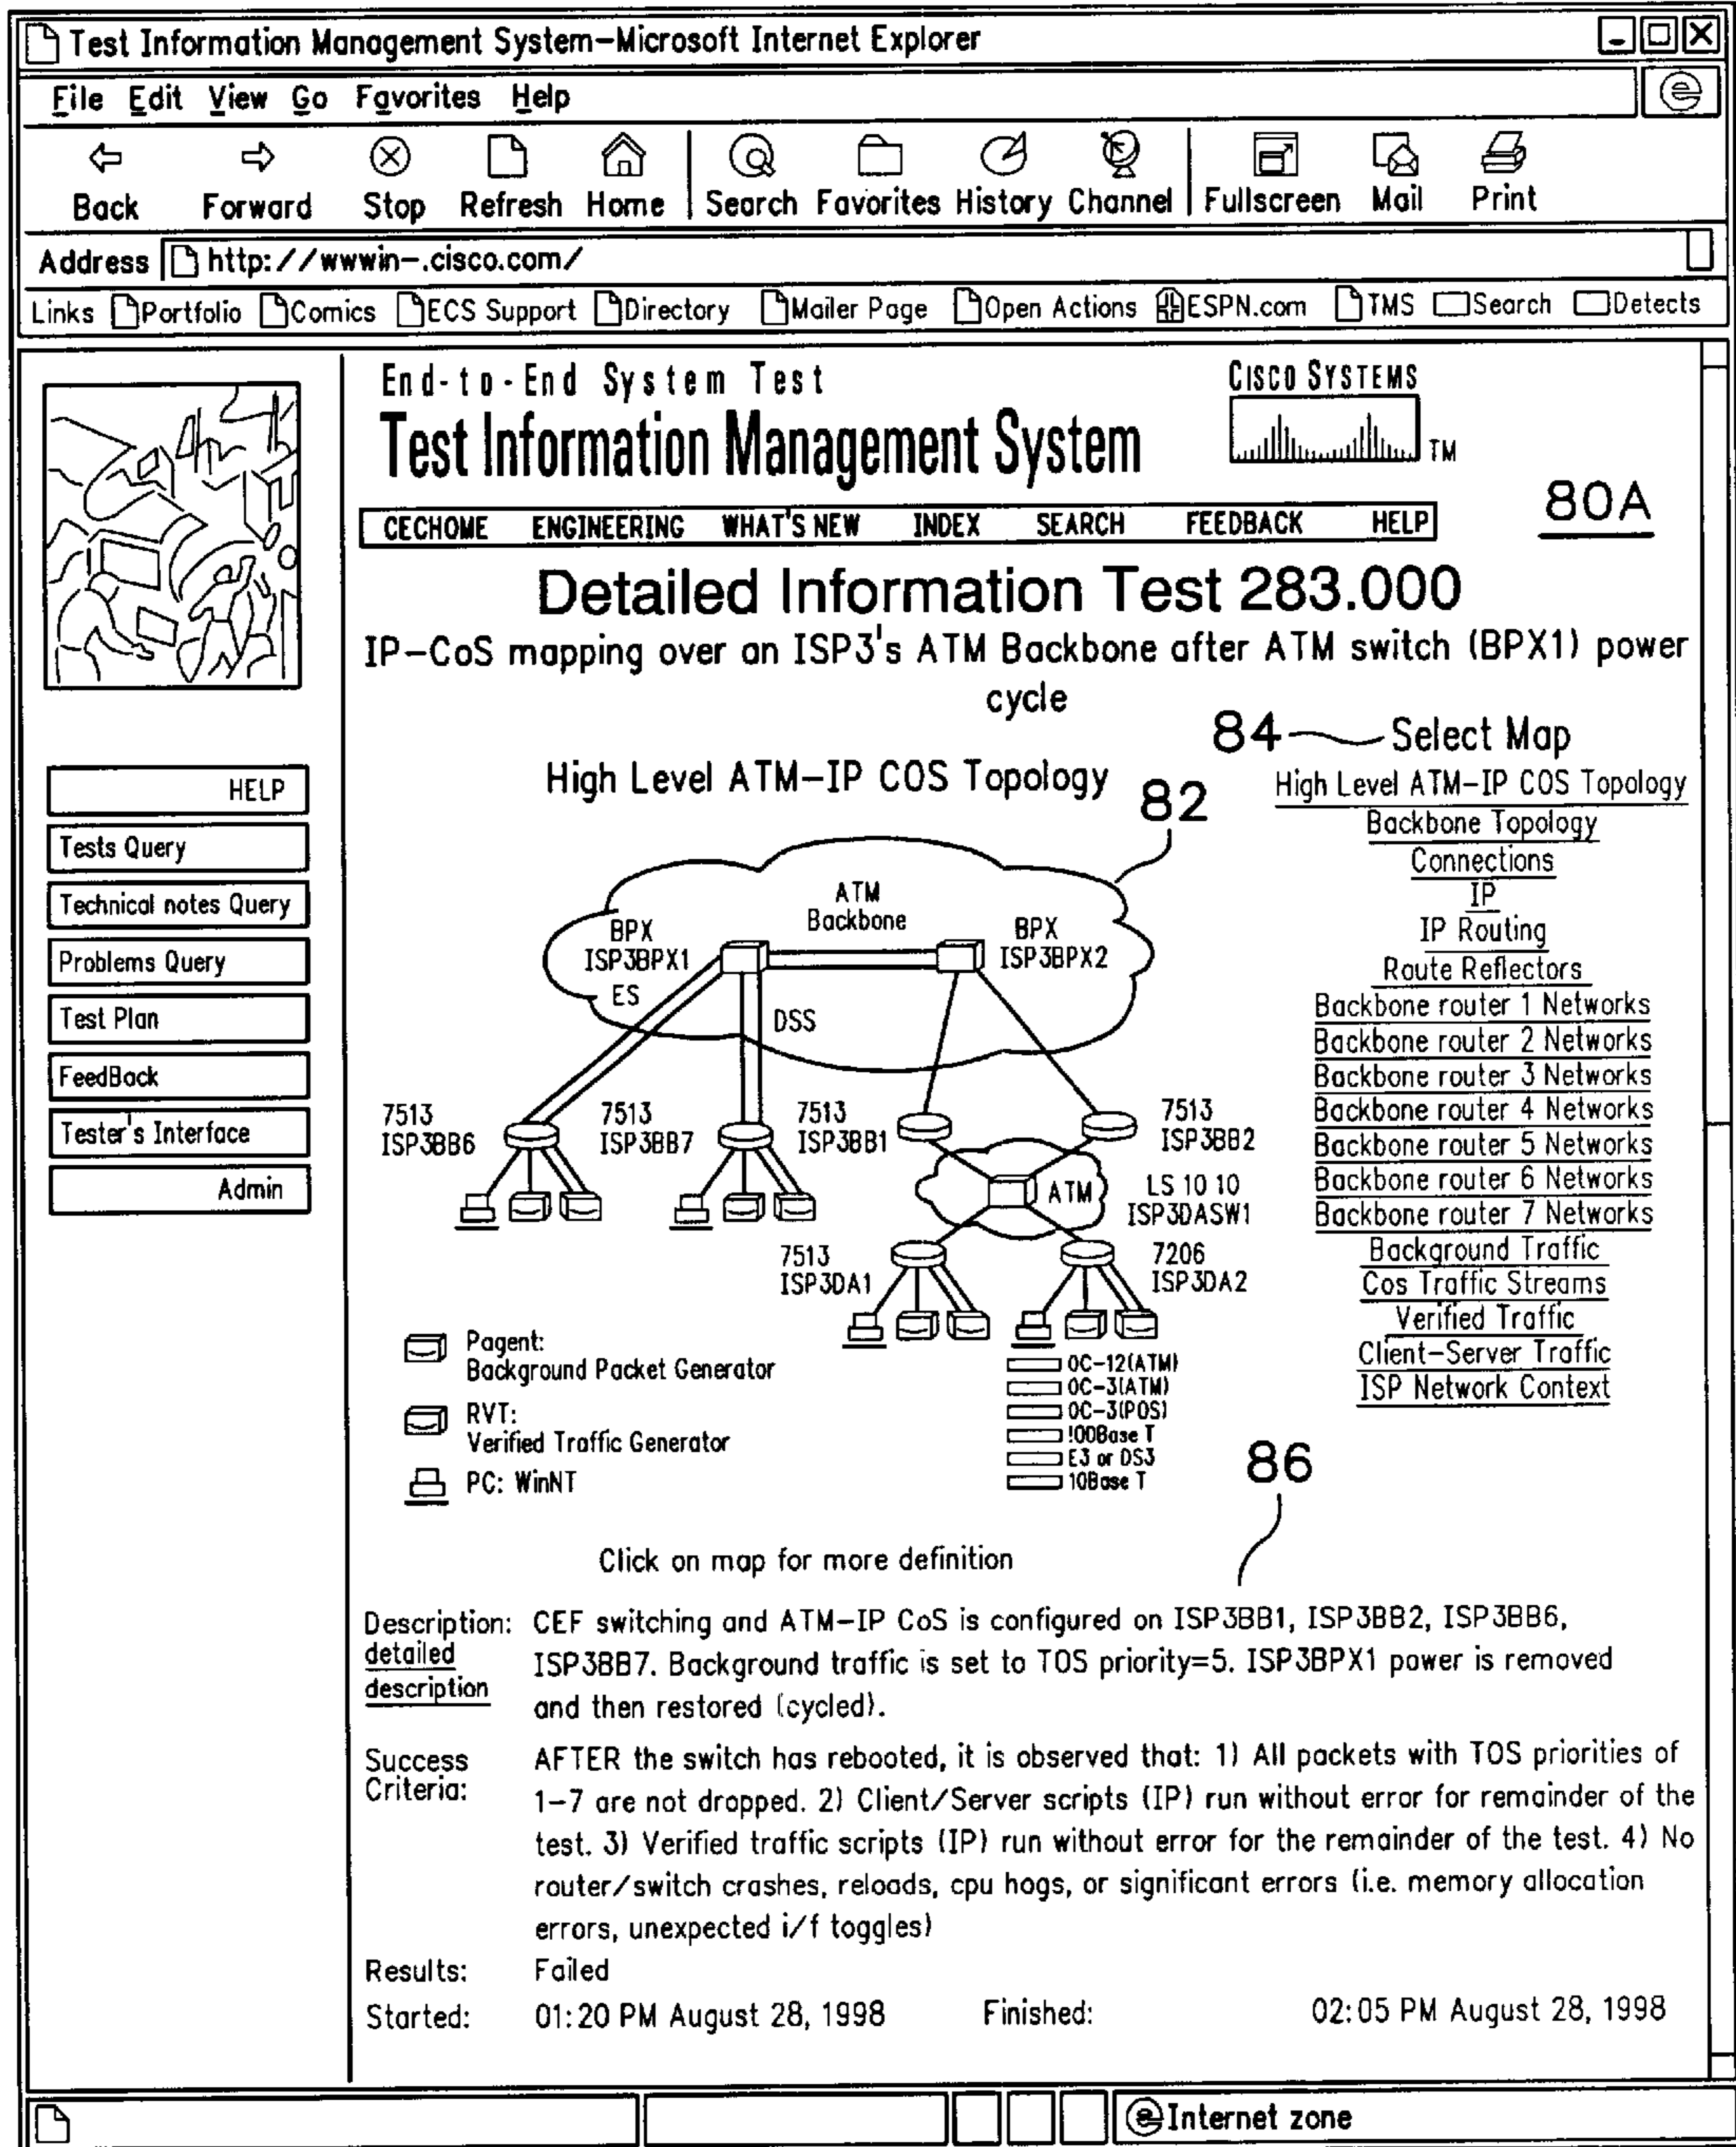 Test Information Management System-Microsoft Internet Explorer
File Edit View Go Favorites Help
Back Forward Stop Refresh Home Search Favorites History Channel Fullscreen Mail Print
Address http://wwwin-.cisco.com/
Links Portfolio Comics ECS Support Directory Mailer Page Open Actions ESPN.com TMS Search Detects
End-to-End System Test
CISCO SYSTEMS
Test Information Management System
TM
80A
CECHOME ENGINEERING WHAT'S NEW INDEX SEARCH FEEDBACK HELP
Detailed Information Test 283.000
IP-CoS mapping over an ISP3's ATM Backbone after ATM switch (BPX1) power
cycle
HELP
Tests Query
Technical notes Query
Problems Query
Test Plan
FeedBack
Tester's Interface
Admin
High Level ATM-IP COS Topology
82
ATM
Backbone
BPX
ISP3BPX1
BPX
ISP3BPX2
ES
DSS
7513
ISP3BB6
7513
ISP3BB7
7513
ISP3BB1
7513
ISP3BB2
ATM
LS 10 10
ISP3DASW1
7513
ISP3DA1
7206
ISP3DA2
Pagent:
Background Packet Generator
RVT:
Verified Traffic Generator
PC: WinNT
OC-12(ATM)
OC-3(ATM)
OC-3(POS)
!00Base T
E3 or DS3
10Base T
84 Select Map
High Level ATM-IP COS Topology
Backbone Topology
Connections
IP
IP Routing
Route Reflectors
Backbone router 1 Networks
Backbone router 2 Networks
Backbone router 3 Networks
Backbone router 4 Networks
Backbone router 5 Networks
Backbone router 6 Networks
Backbone router 7 Networks
Background Traffic
Cos Traffic Streams
Verified Traffic
Client-Server Traffic
ISP Network Context
86
Click on map for more definition
Description: CEF switching and ATM-IP CoS is configured on ISP3BB1, ISP3BB2, ISP3BB6,
detailed ISP3BB7. Background traffic is set to TOS priority=5. ISP3BPX1 power is removed
description and then restored (cycled).
Success AFTER the switch has rebooted, it is observed that: 1) All packets with TOS priorities of
Criteria: 1-7 are not dropped. 2) Client/Server scripts (IP) run without error for remainder of the
test. 3) Verified traffic scripts (IP) run without error for the remainder of the test. 4) No
router/switch crashes, reloads, cpu hogs, or significant errors (i.e. memory allocation
errors, unexpected i/f toggles)
Results: Failed
Started: 01:20 PM August 28, 1998 Finished: 02:05 PM August 28, 1998
Internet zone